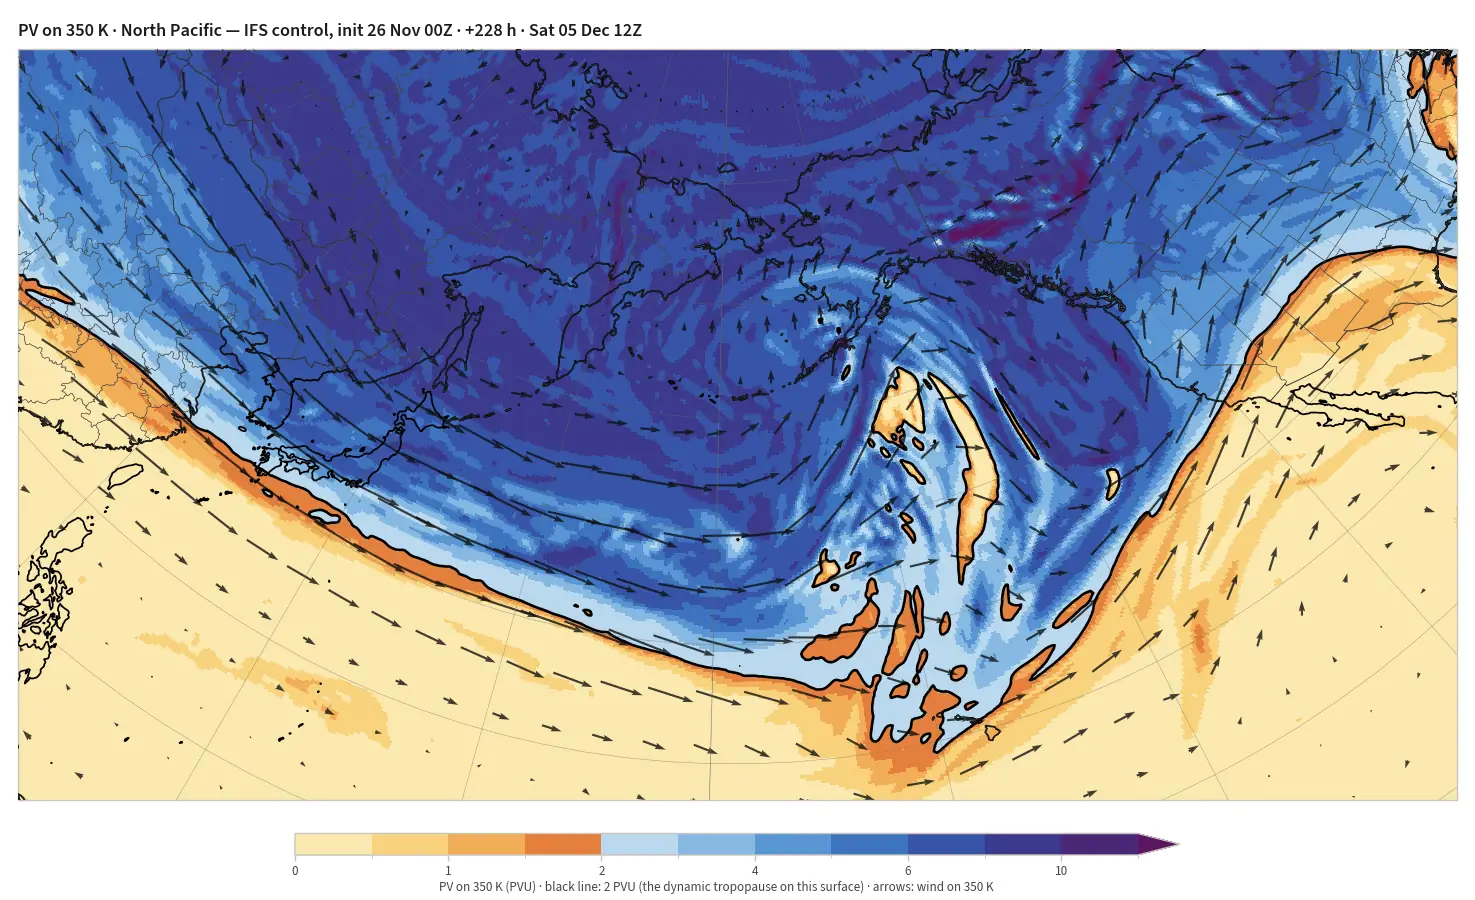 PV on 350 K · North Pacific — IFS control, init 26 Nov 00Z · +228 h · Sat 05 Dec 12Z
0 1 2 4 6 10
PV on 350 K (PVU) · black line: 2 PVU (the dynamic tropopause on this surface) · arrows: wind on 350 K